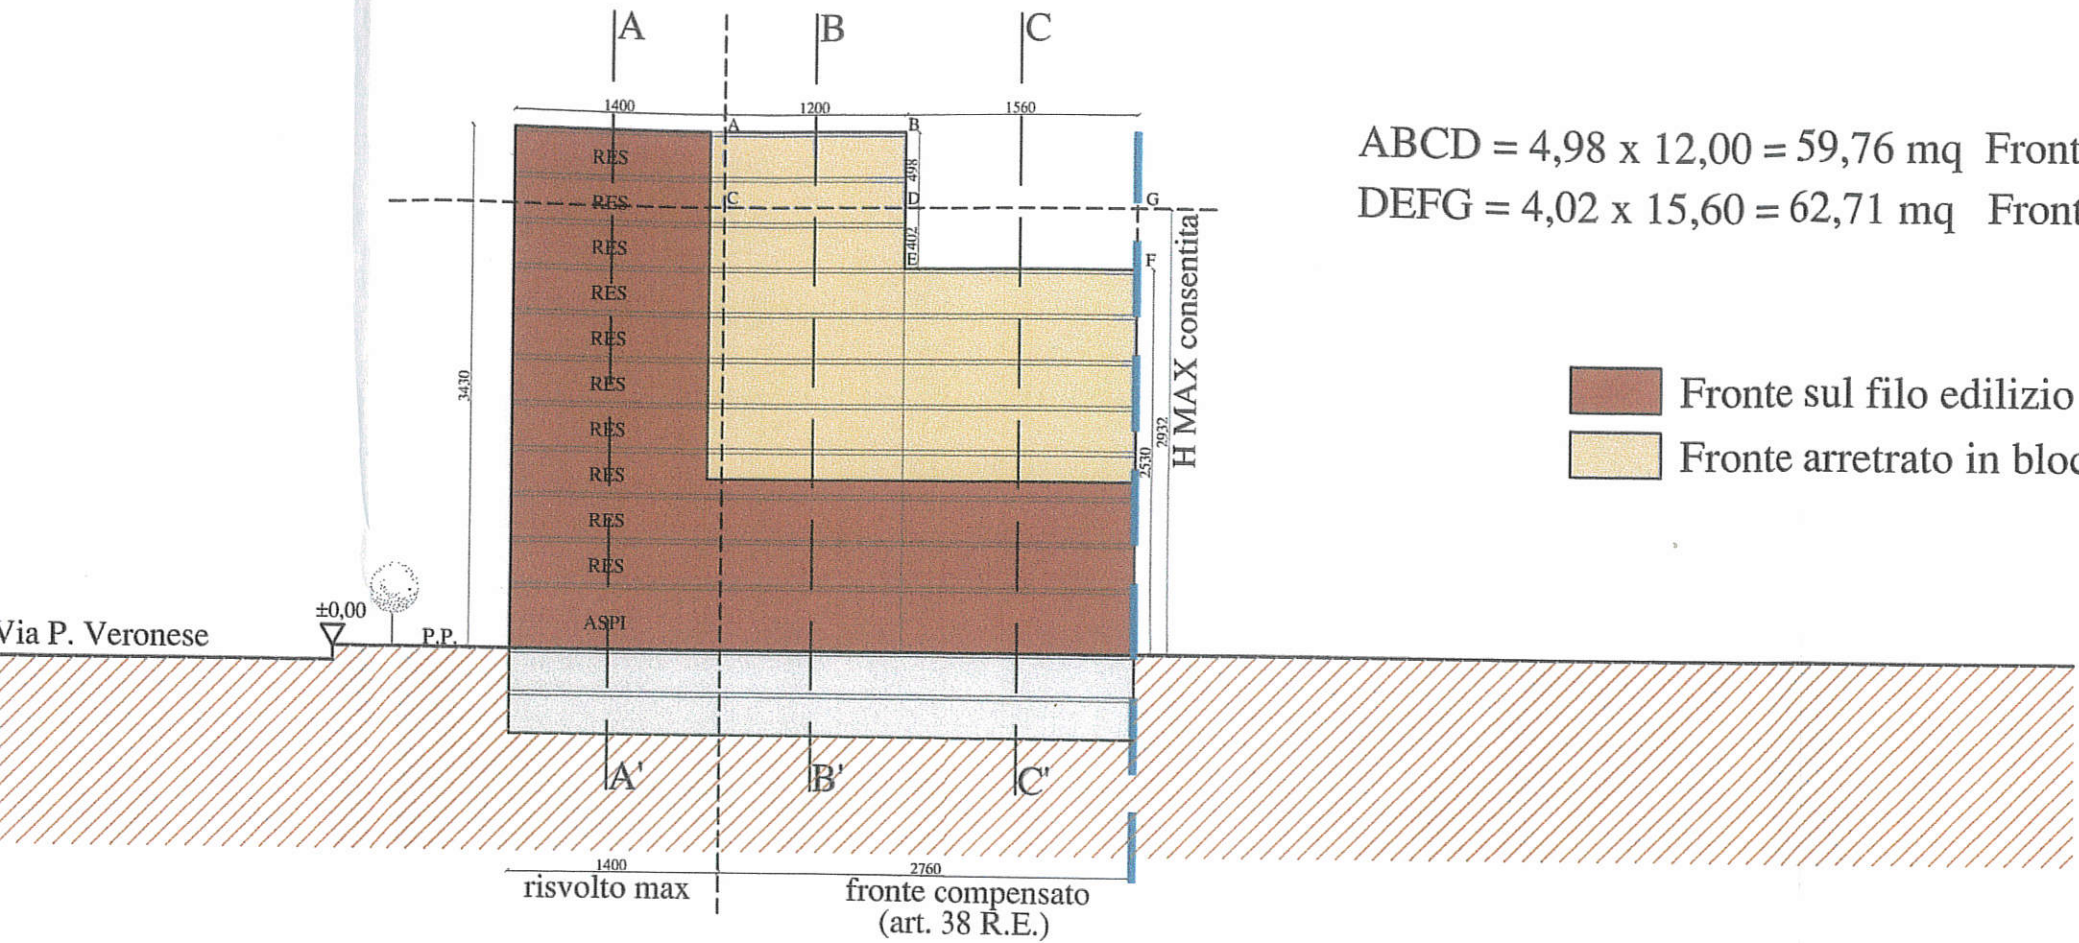 A B C
1400 1200 1560
A B
498
C D G
402
E F
ABCD = 4,98 x 12,00 = 59,76 mq Front
DEFG = 4,02 x 15,60 = 62,71 mq Front
RES
RES
RES
RES
RES
RES
RES
RES
RES
RES
ASPI
3430
2530
2932
H MAX consentita
Fronte sul filo edilizio
Fronte arretrato in bloc
±0,00
Via P. Veronese
P.P.
A' B' C'
1400 2760
risvolto max
fronte compensato
(art. 38 R.E.)